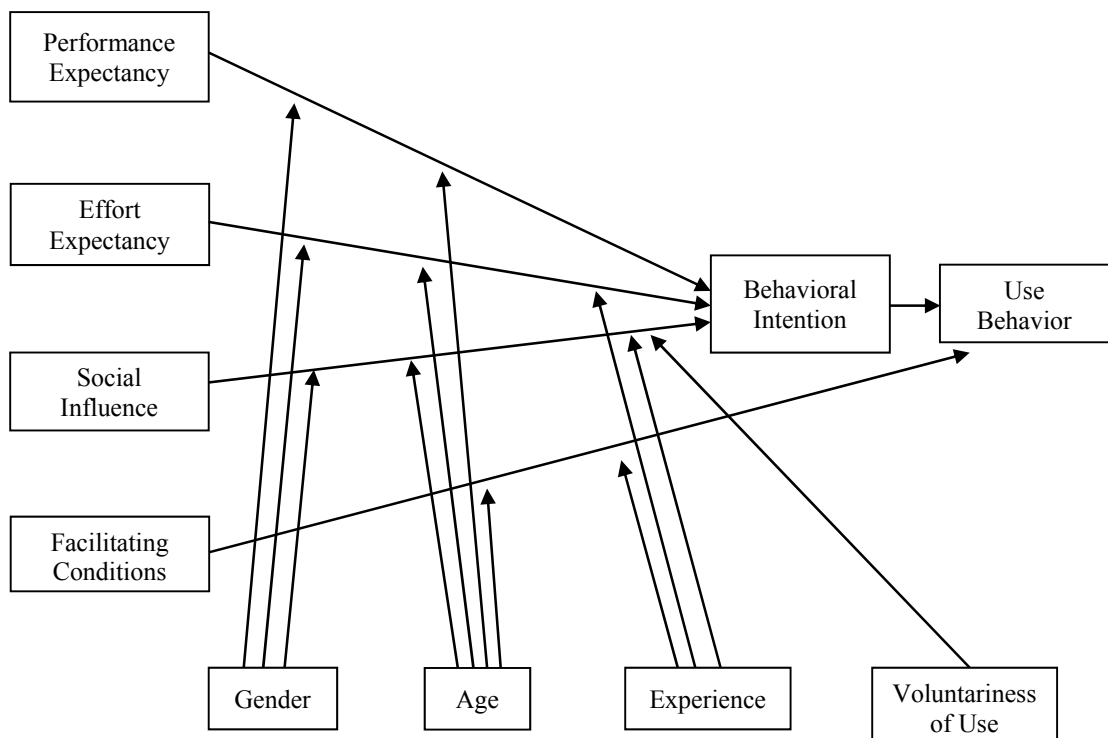 Performance
Expectancy
Effort
Expectancy
Social
Influence
Facilitating
Conditions
Behavioral
Intention
Use
Behavior
Gender
Age
Experience
Voluntariness
of Use